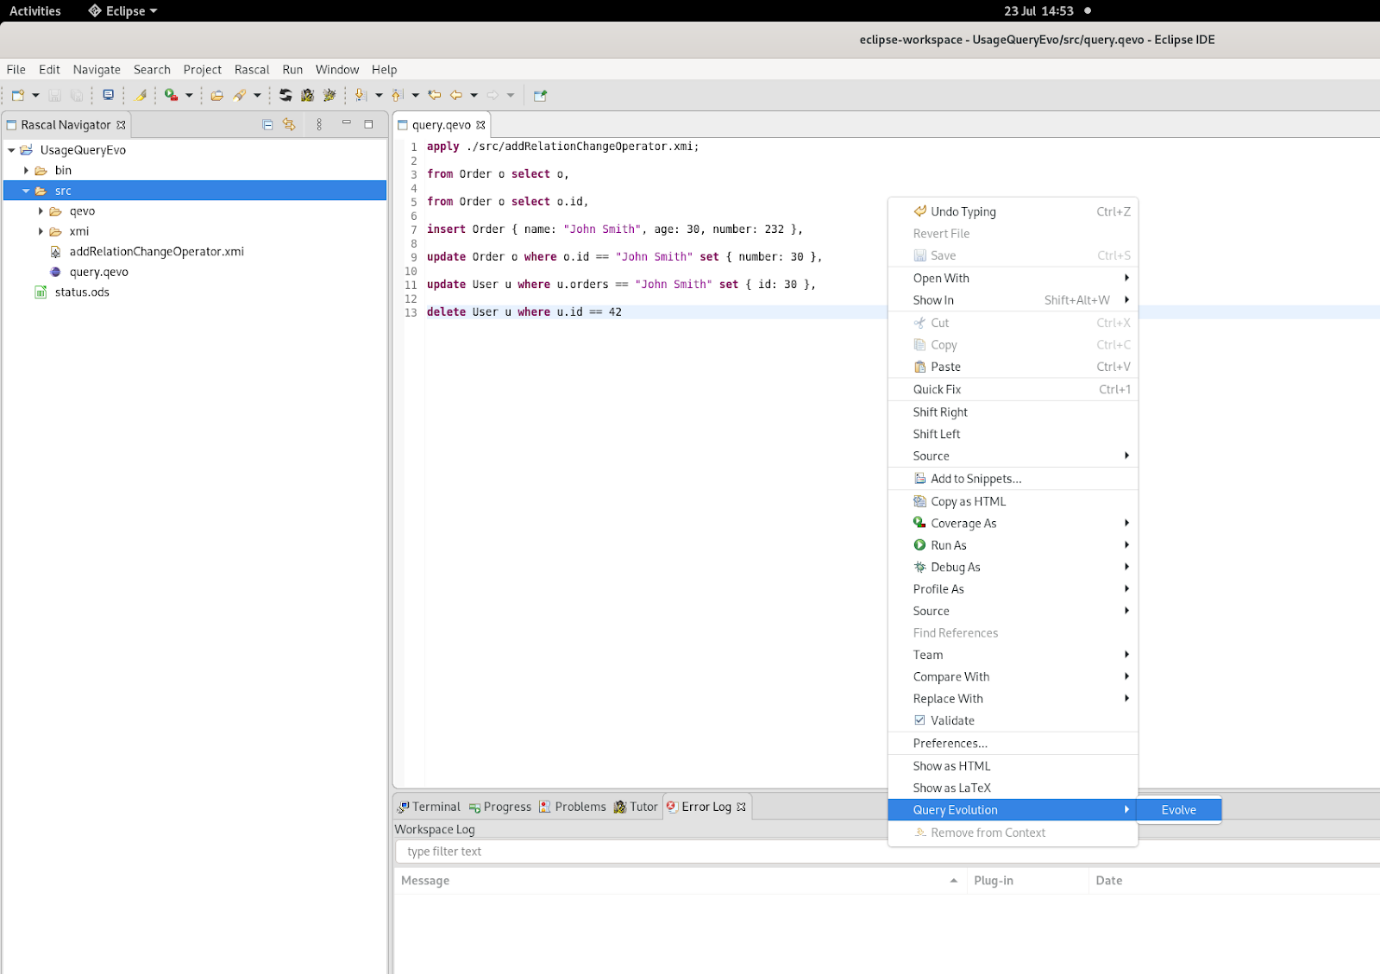 Activities Eclipse 23 Jul 14:53
eclipse-workspace - UsageQueryEvo/src/query.qevo - Eclipse IDE
File Edit Navigate Search Project Rascal Run Window Help
Rascal Navigator
UsageQueryEvo
bin
src
qevo
xmi
addRelationChangeOperator.xmi
query.qevo
status.ods
query.qevo
1 apply ./src/addRelationChangeOperator.xmi;
2
3 from Order o select o,
4
5 from Order o select o.id,
6
7 insert Order { name: "John Smith", age: 30, number: 232 },
8
9 update Order o where o.id == "John Smith" set { number: 30 },
10
11 update User u where u.orders == "John Smith" set { id: 30 },
12
13 delete User u where u.id == 42
Undo Typing Ctrl+Z
Revert File
Save Ctrl+S
Open With
Show In Shift+Alt+W
Cut Ctrl+X
Copy Ctrl+C
Paste Ctrl+V
Quick Fix Ctrl+1
Shift Right
Shift Left
Source
Add to Snippets...
Copy as HTML
Coverage As
Run As
Debug As
Profile As
Source
Find References
Team
Compare With
Replace With
Validate
Preferences...
Show as HTML
Show as LaTeX
Query Evolution Evolve
Remove from Context
Terminal Progress Problems Tutor Error Log
Workspace Log
type filter text
Message Plug-in Date